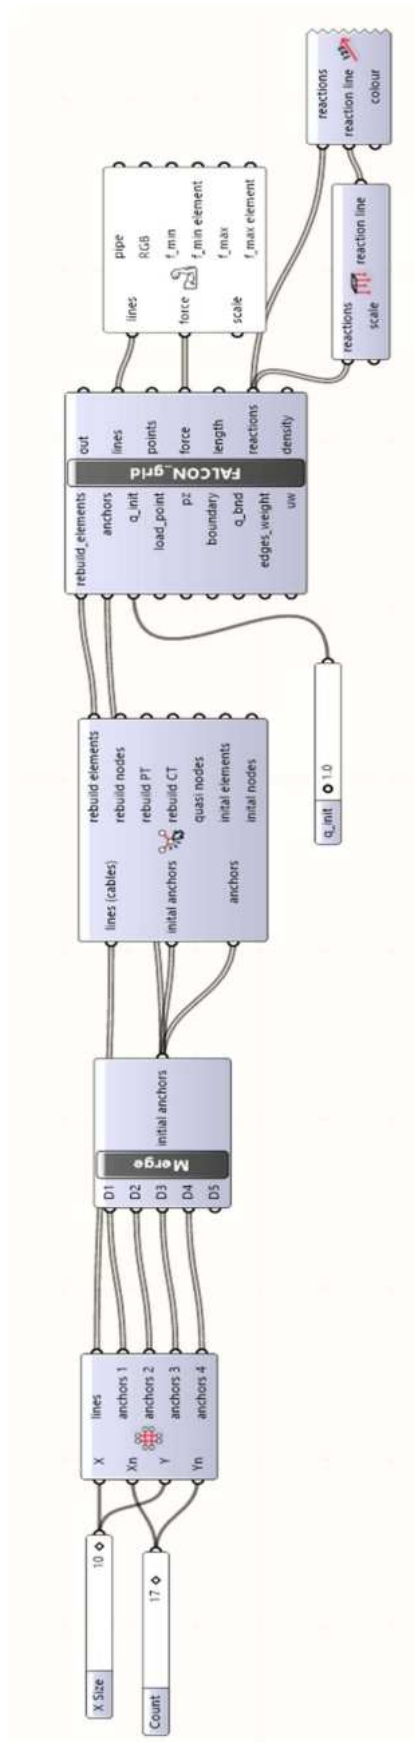 X Size
10
Count
17
X
Xn
Y
Yn
lines
anchors 1
anchors 2
anchors 3
anchors 4
D1
D2
D3
D4
D5
Merge
initial anchors
lines (cables)
inital anchors
anchors
rebuild elements
rebuild nodes
rebuild PT
rebuild CT
quasi nodes
inital elements
inital nodes
q_init
1.0
rebuild_elements
anchors
q_init
load_point
pz
boundary
q_bnd
edges_weight
uw
FALCON_grid
out
lines
points
force
length
reactions
density
lines
force
scale
pipe
RGB
f_min
f_min element
f_max
f_max element
reactions
scale
reaction line
reactions
reaction line
colour